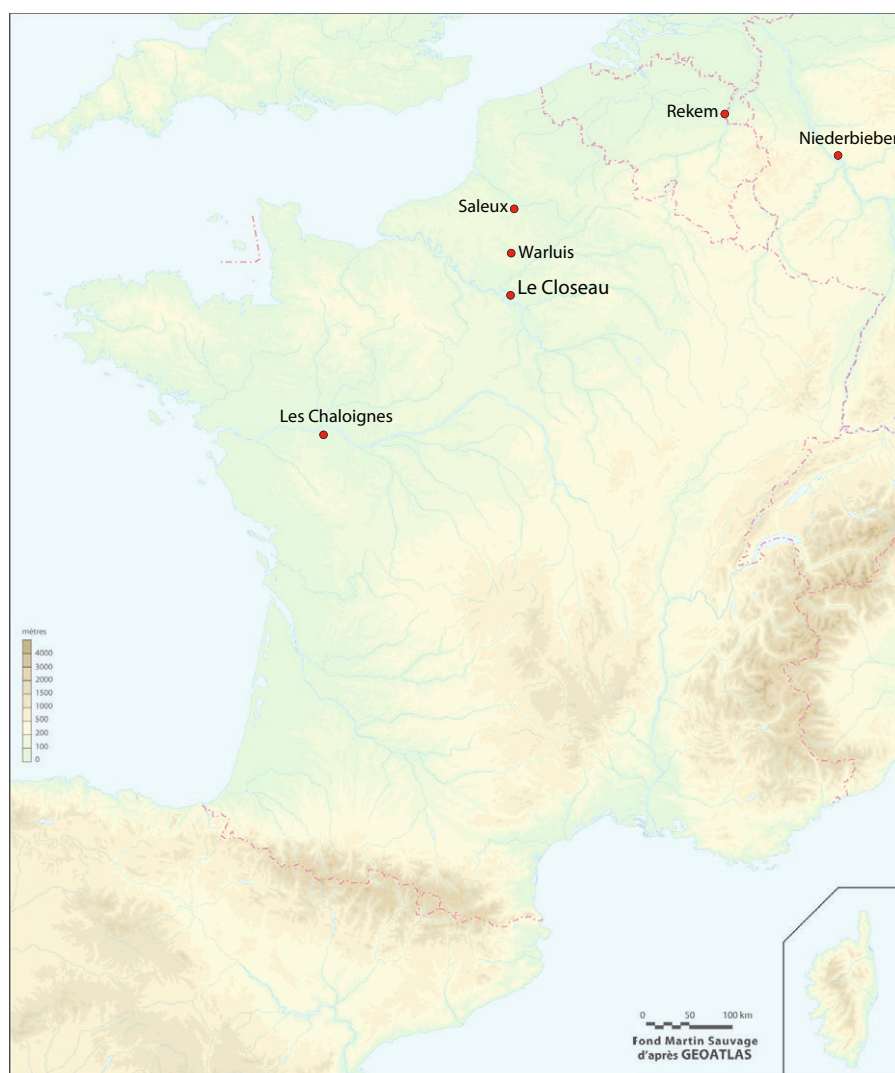 Rekem
Niederbieber
Saleux
Warluis
Le Closeau
Les Chaloignes
mètres
4000
3000
2000
1500
1000
500
200
100
0
0 50 100 km
Fond Martin Sauvage
d'après GEOATLAS